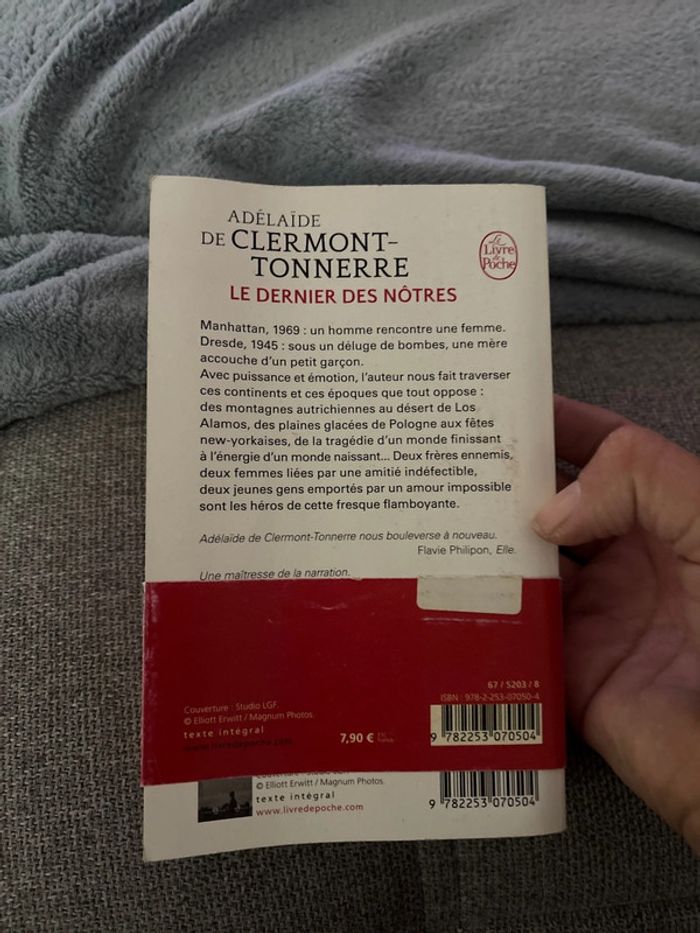 ADÉLAÏDE
DE CLERMONT-
TONNERRE
LE DERNIER DES NÔTRES
Le
Livre
de
Poche
Manhattan, 1969 : un homme rencontre une femme.
Dresde, 1945 : sous un déluge de bombes, une mère
accouche d'un petit garçon.
Avec puissance et émotion, l'auteur nous fait traverser
ces continents et ces époques que tout oppose :
des montagnes autrichiennes au désert de Los
Alamos, des plaines glacées de Pologne aux fêtes
new-yorkaises, de la tragédie d'un monde finissant
à l'énergie d'un monde naissant... Deux frères ennemis,
deux femmes liées par une amitié indéfectible,
deux jeunes gens emportés par un amour impossible
sont les héros de cette fresque flamboyante.
Adélaïde de Clermont-Tonnerre nous bouleverse à nouveau.
Flavie Philipon, Elle.
Une maîtresse de la narration.
67 / 5203 / 8
ISBN : 978-2-253-07050-4
Couverture : Studio LGF.
© Elliott Erwitt / Magnum Photos.
texte intégral
www.livredepoche.com
7,90 €
France
9 782253 070504
© Elliott Erwitt / Magnum Photos.
texte intégral
www.livredepoche.com
9 782253 070504